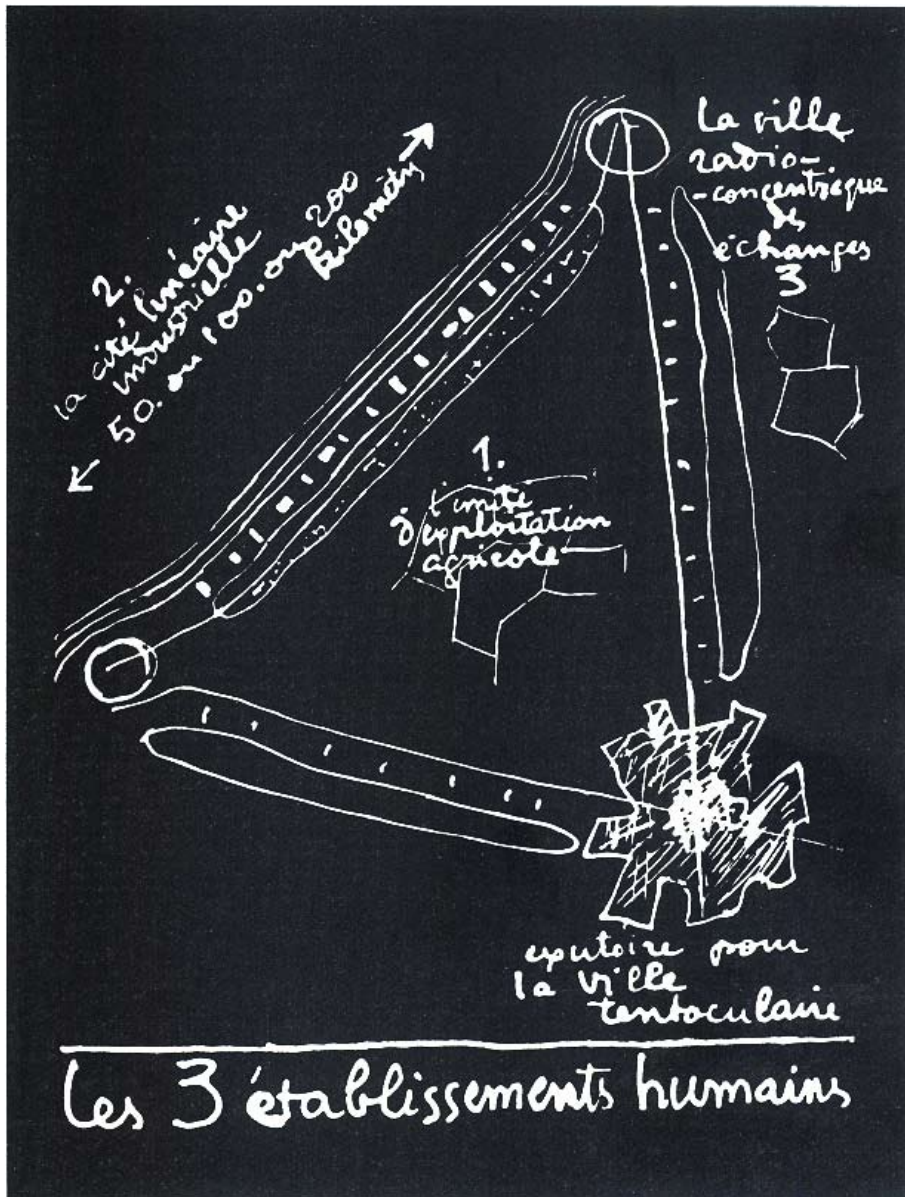 la ville
radio-
-concentrique
des
échanges
3
2.
la cité linéaire
industrielle
50. ou 100. ou 200
kilomètres
1.
l'unité
d'exploitation
agricole
exutoire pour
la ville
tentaculaire
les 3 établissements humains